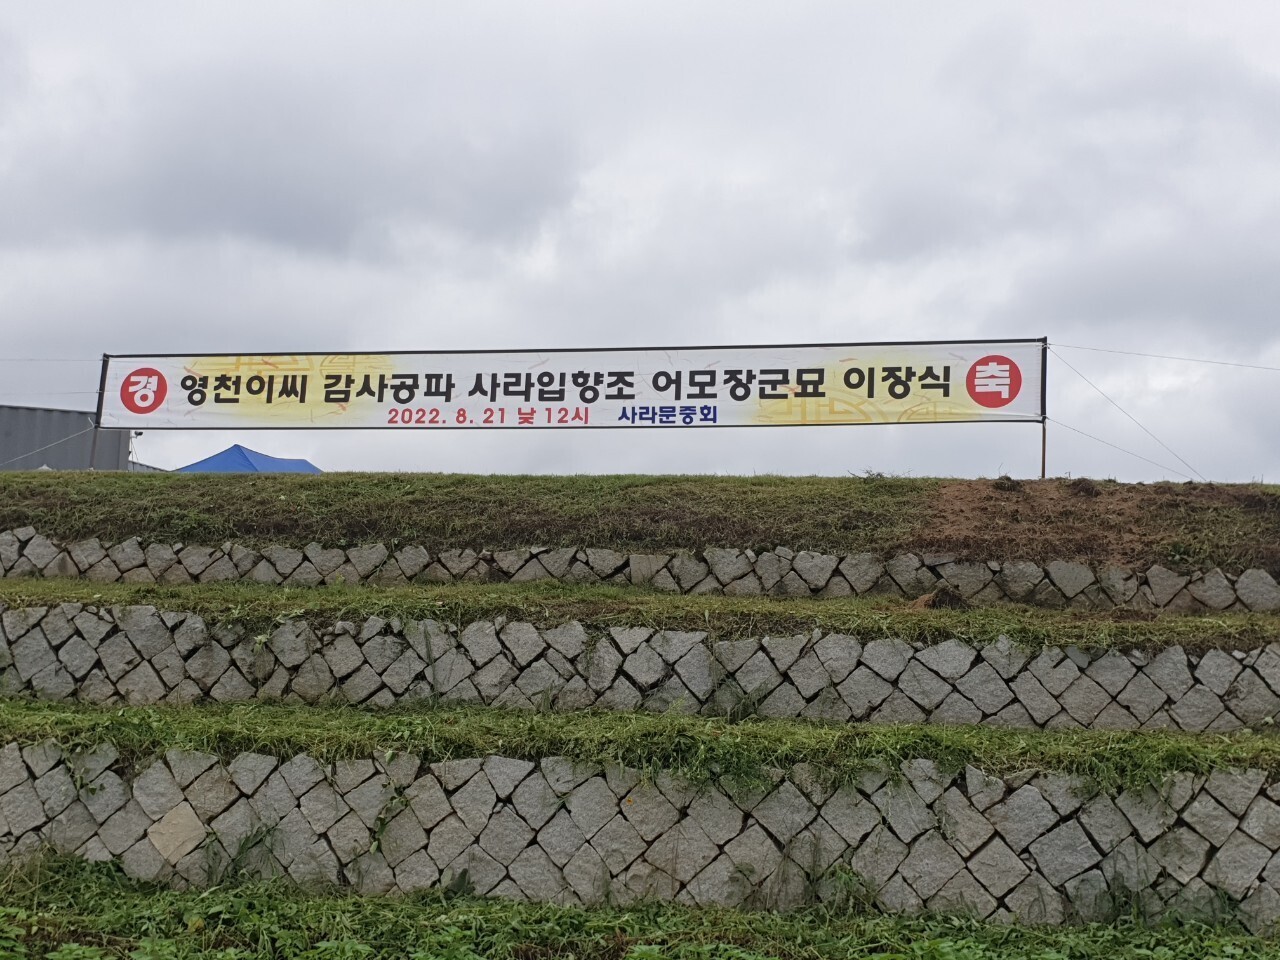 경 영천이씨 감사공파 사라입향조 어모장군묘 이장식 축
2022. 8. 21 낮 12시 사라문중회